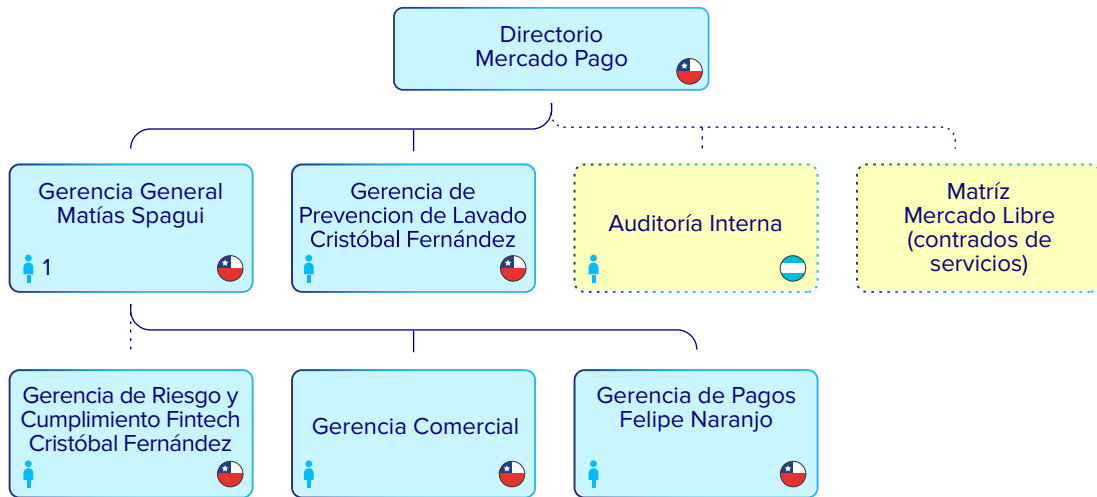 Directorio
Mercado Pago
Gerencia General
Matías Spagui
1
Gerencia de
Prevencion de Lavado
Cristóbal Fernández
Auditoría Interna
Matríz
Mercado Libre
(contrados de
servicios)
Gerencia de Riesgo y
Cumplimiento Fintech
Cristóbal Fernández
Gerencia Comercial
Gerencia de Pagos
Felipe Naranjo